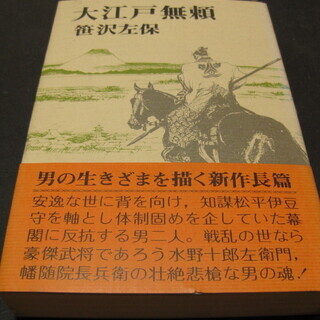 大江戸無頼
笹沢左保
男の生きざまを描く新作長篇
安逸な世に背を向け，知謀松平伊豆
守を軸とし体制固めを企していた幕
閣に反抗する男二人。戦乱の世なら
豪傑武将であろう水野十郎左衛門，
幡随院長兵衛の壮絶悲愴な男の魂！